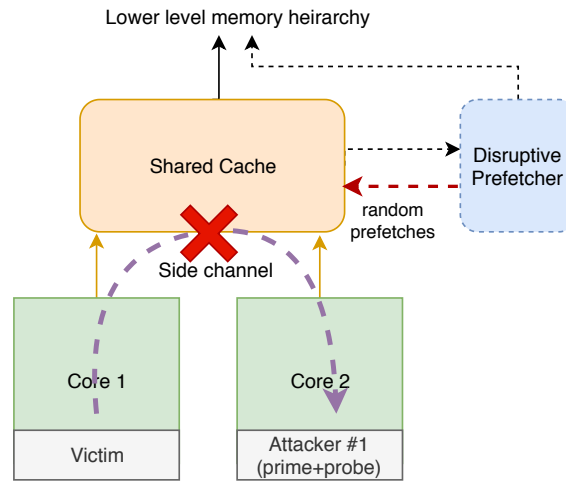 Lower level memory heirarchy
Shared Cache
Disruptive
Prefetcher
random
prefetches
Side channel
Core 1
Core 2
Victim
Attacker #1
(prime+probe)